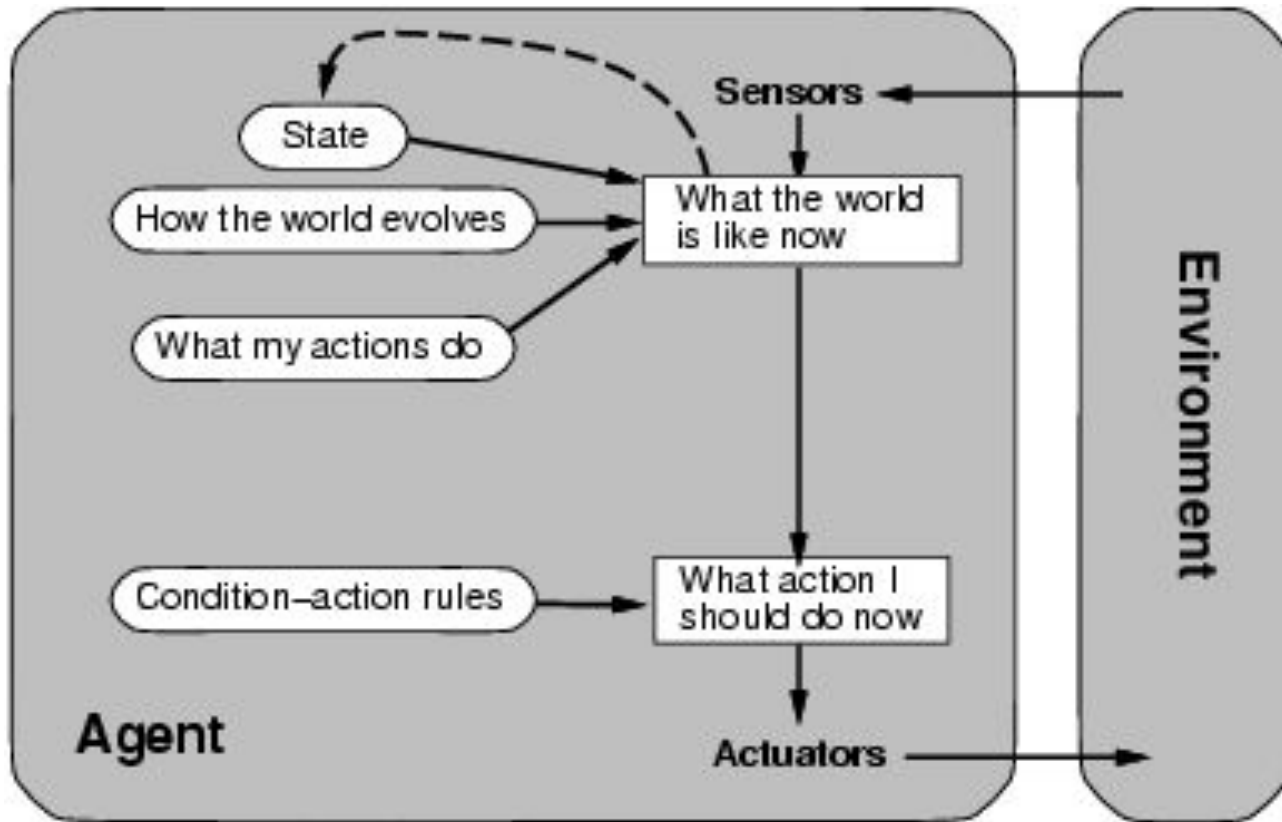 Sensors
State
What the world
is like now
How the world evolves
What my actions do
Environment
Condition–action rules
What action I
should do now
Agent
Actuators